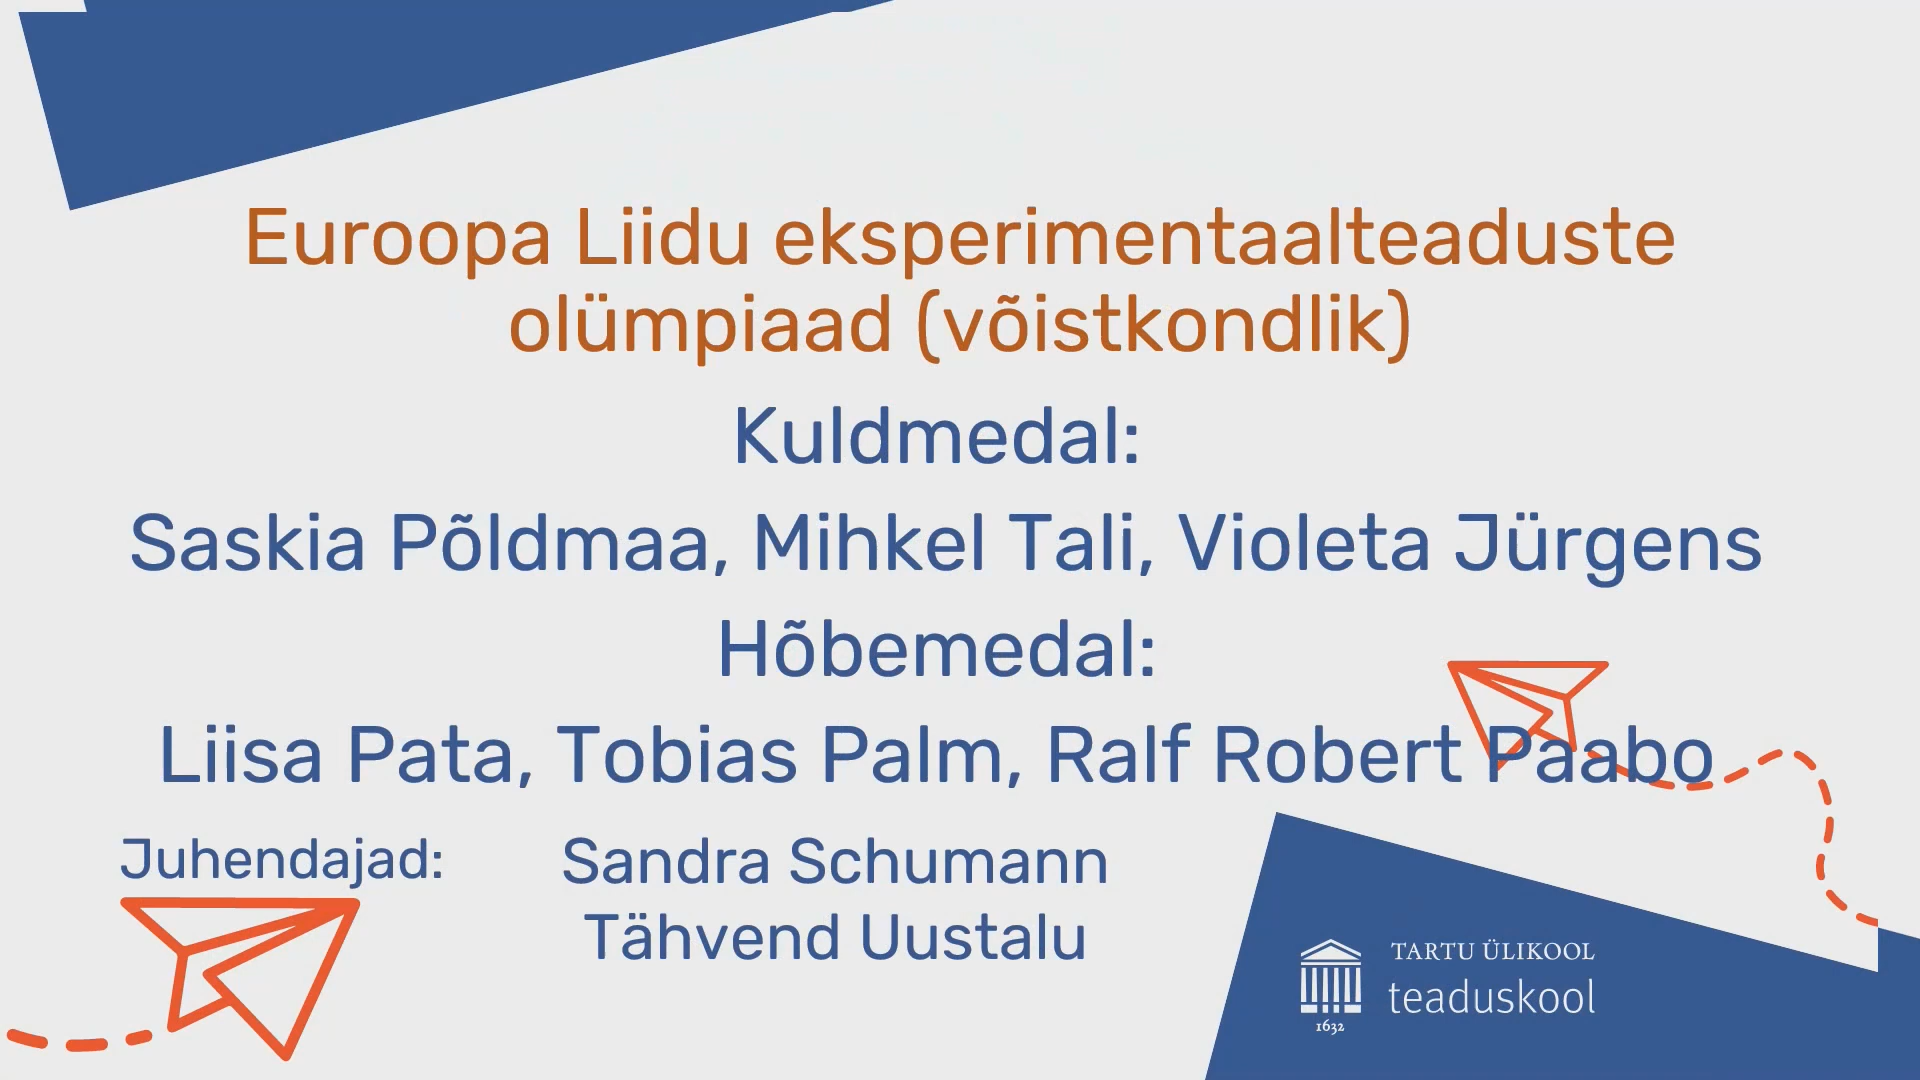 Euroopa Liidu eksperimentaalteaduste
olümpiaad (võistkondlik)
Kuldmedal:
Saskia Põldmaa, Mihkel Tali, Violeta Jürgens
Hõbemedal:
Liisa Pata, Tobias Palm, Ralf Robert Paabo
Juhendajad:
Sandra Schumann
Tähvend Uustalu
TARTU ÜLIKOOL
teaduskool
1632